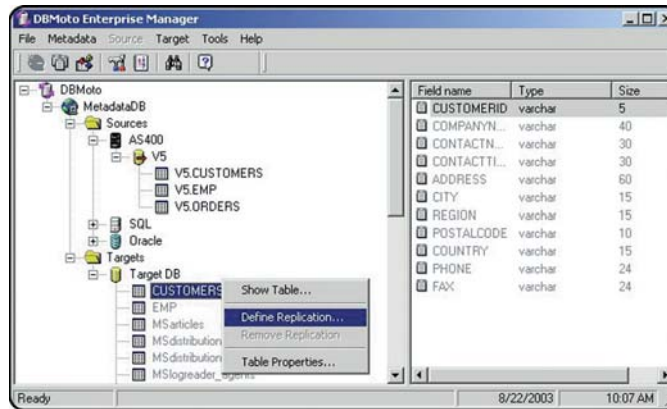 DBMoto Enterprise Manager
File Metadata Source Target Tools Help
DBMoto
MetadataDB
Sources
AS400
V5
V5.CUSTOMERS
V5.EMP
V5.ORDERS
SQL
Oracle
Targets
Target DB
CUSTOMERS
EMP
MSarticles
MSdistribution
MSdistribution
MSlogreader_agents
Show Table...
Define Replication...
Remove Replication
Table Properties...
Field name Type Size
CUSTOMERID varchar 5
COMPANYN... varchar 40
CONTACTN... varchar 30
CONTACTTI... varchar 30
ADDRESS varchar 60
CITY varchar 15
REGION varchar 15
POSTALCODE varchar 10
COUNTRY varchar 15
PHONE varchar 24
FAX varchar 24
Ready 8/22/2003 10:07 AM